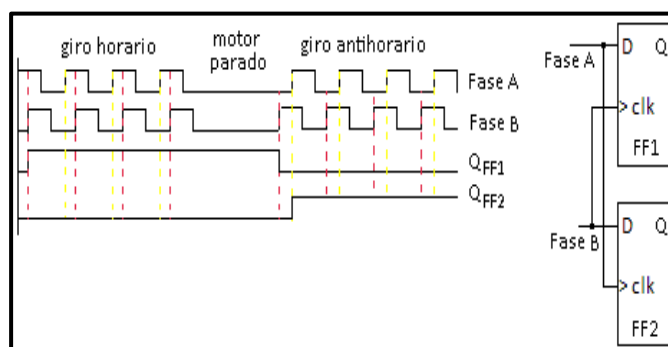 giro horario
motor
parado
giro antihorario
Fase A
Fase B
QFF1
QFF2
Fase A
D Q
clk
FF1
Fase B
D Q
clk
FF2